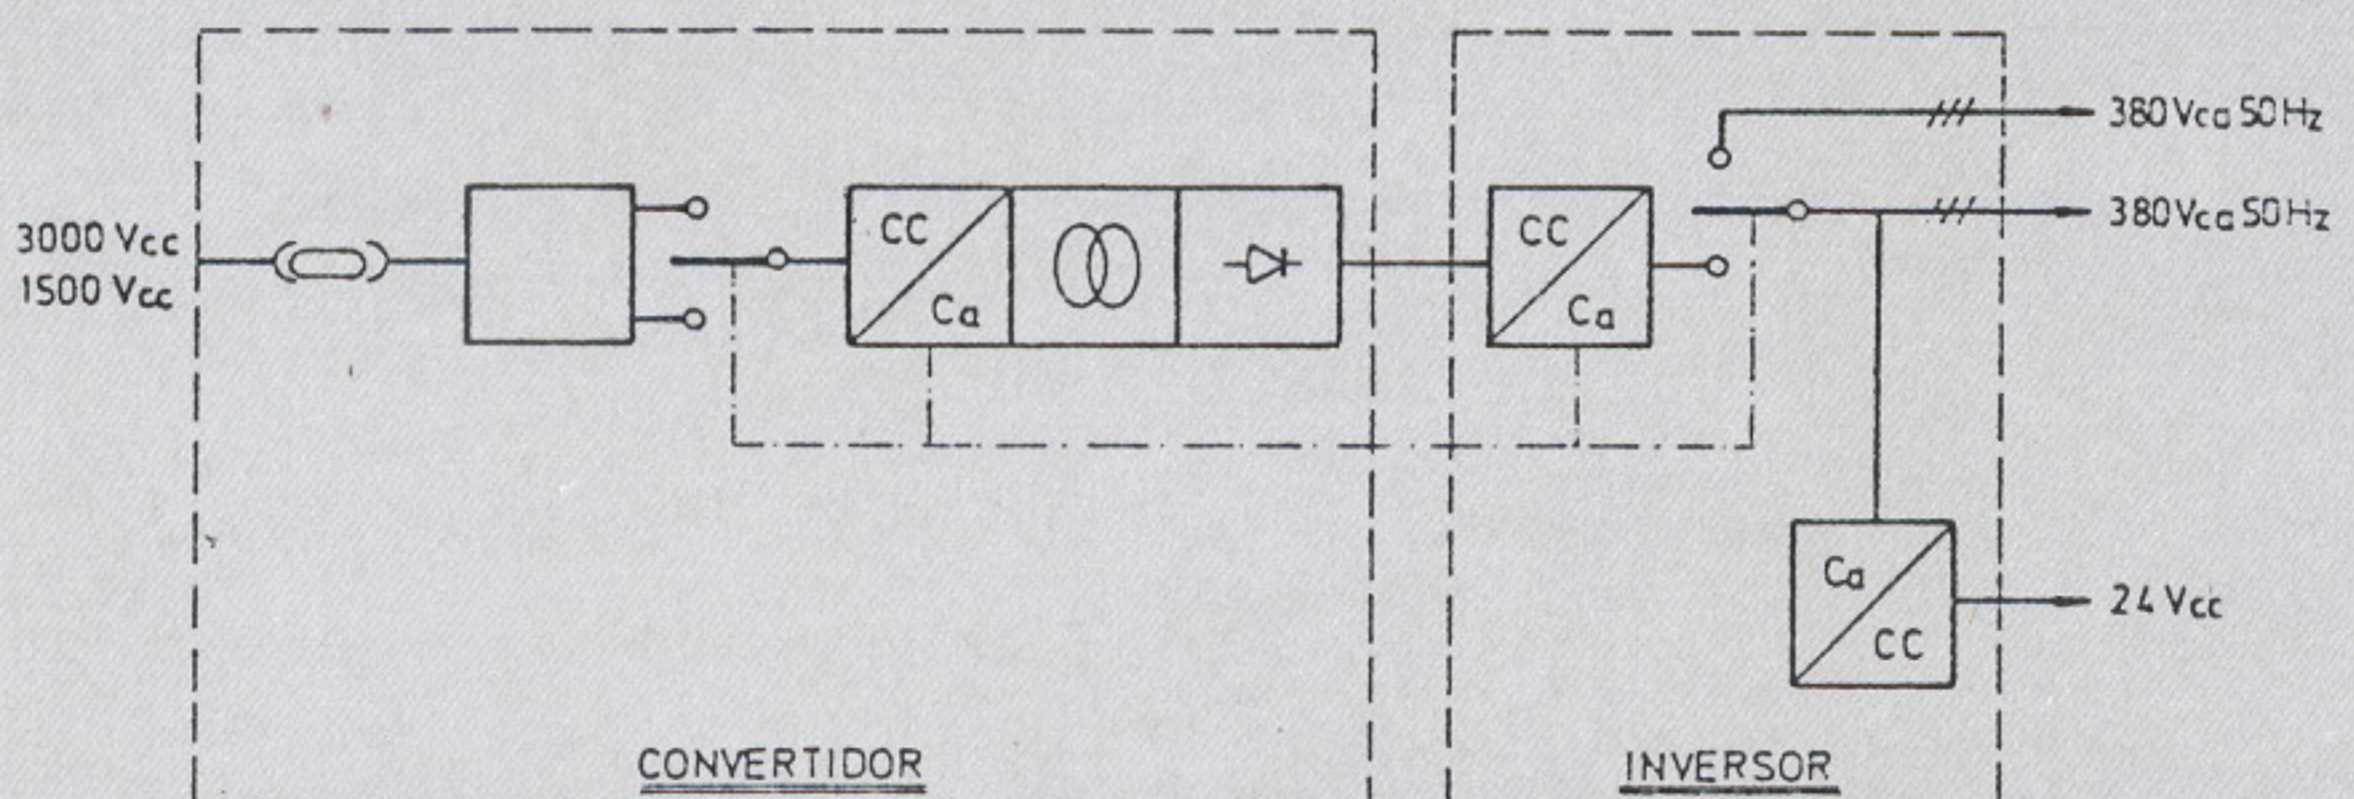 3000 Vcc
1500 Vcc
CC
Ca
CC
Ca
380 Vca 50 Hz
380 Vca 50 Hz
Ca
CC
24 Vcc
CONVERTIDOR
INVERSOR